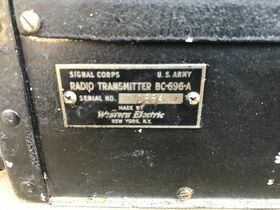 SIGNAL CORPS U.S. ARMY
RADIO TRANSMITTER BC-696-A
SERIAL NO.
MADE BY
Western Electric
NEW YORK, N.Y.